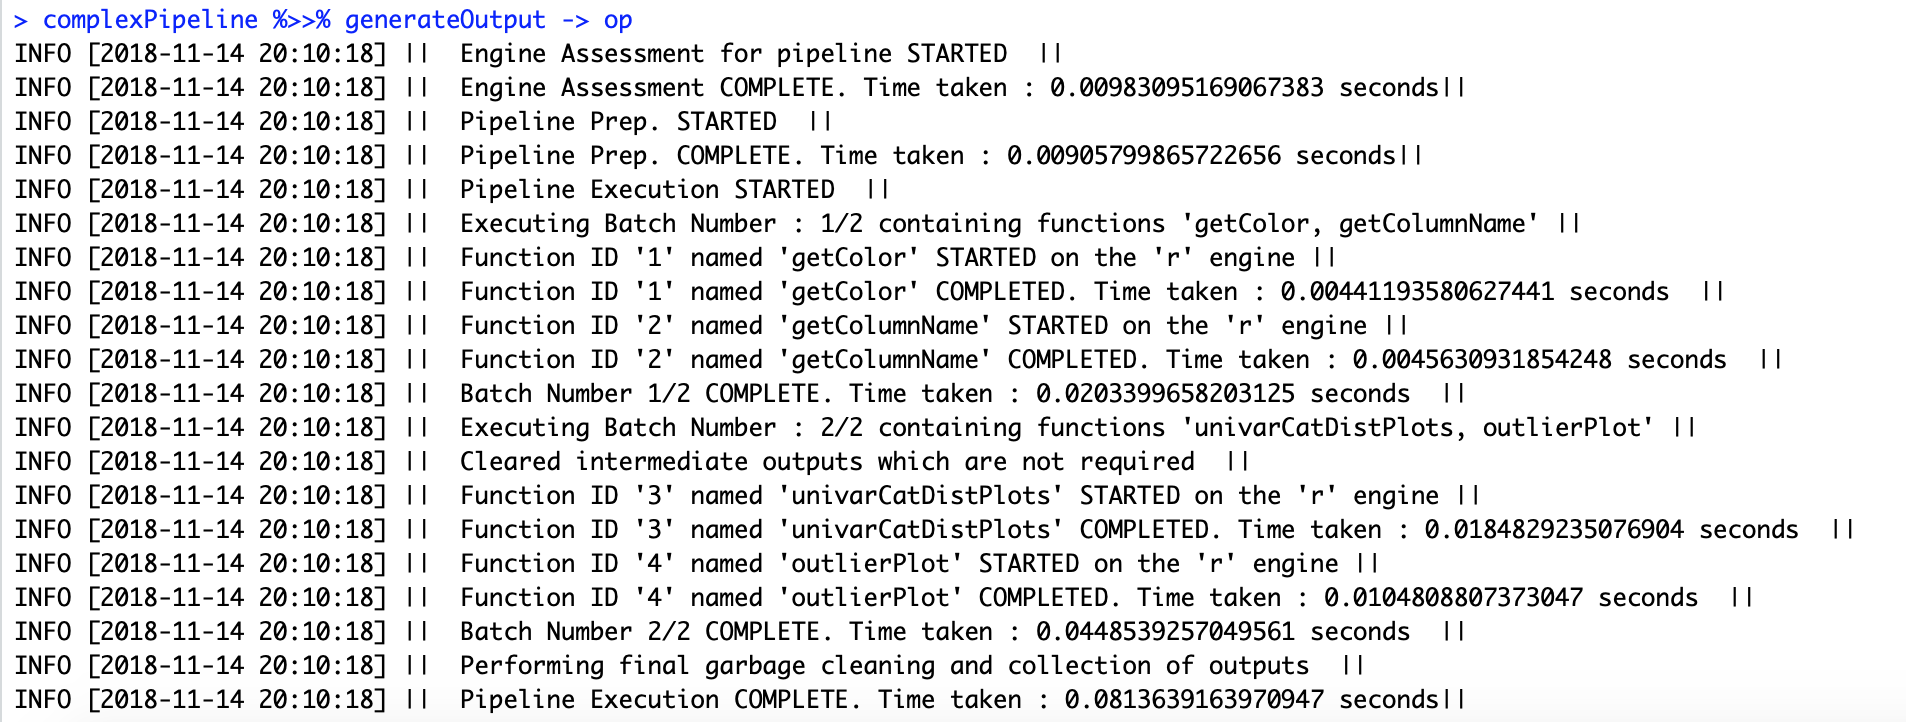 > complexPipeline %>>% generateOutput -> op
INFO [2018-11-14 20:10:18] ||  Engine Assessment for pipeline STARTED  ||
INFO [2018-11-14 20:10:18] ||  Engine Assessment COMPLETE. Time taken : 0.00983095169067383 seconds||
INFO [2018-11-14 20:10:18] ||  Pipeline Prep. STARTED  ||
INFO [2018-11-14 20:10:18] ||  Pipeline Prep. COMPLETE. Time taken : 0.00905799865722656 seconds||
INFO [2018-11-14 20:10:18] ||  Pipeline Execution STARTED  ||
INFO [2018-11-14 20:10:18] ||  Executing Batch Number : 1/2 containing functions 'getColor, getColumnName' ||
INFO [2018-11-14 20:10:18] ||  Function ID '1' named 'getColor' STARTED on the 'r' engine ||
INFO [2018-11-14 20:10:18] ||  Function ID '1' named 'getColor' COMPLETED. Time taken : 0.00441193580627441 seconds  ||
INFO [2018-11-14 20:10:18] ||  Function ID '2' named 'getColumnName' STARTED on the 'r' engine ||
INFO [2018-11-14 20:10:18] ||  Function ID '2' named 'getColumnName' COMPLETED. Time taken : 0.0045630931854248 seconds  ||
INFO [2018-11-14 20:10:18] ||  Batch Number 1/2 COMPLETE. Time taken : 0.0203399658203125 seconds  ||
INFO [2018-11-14 20:10:18] ||  Executing Batch Number : 2/2 containing functions 'univarCatDistPlots, outlierPlot' ||
INFO [2018-11-14 20:10:18] ||  Cleared intermediate outputs which are not required  ||
INFO [2018-11-14 20:10:18] ||  Function ID '3' named 'univarCatDistPlots' STARTED on the 'r' engine ||
INFO [2018-11-14 20:10:18] ||  Function ID '3' named 'univarCatDistPlots' COMPLETED. Time taken : 0.0184829235076904 seconds  ||
INFO [2018-11-14 20:10:18] ||  Function ID '4' named 'outlierPlot' STARTED on the 'r' engine ||
INFO [2018-11-14 20:10:18] ||  Function ID '4' named 'outlierPlot' COMPLETED. Time taken : 0.0104808807373047 seconds  ||
INFO [2018-11-14 20:10:18] ||  Batch Number 2/2 COMPLETE. Time taken : 0.0448539257049561 seconds  ||
INFO [2018-11-14 20:10:18] ||  Performing final garbage cleaning and collection of outputs  ||
INFO [2018-11-14 20:10:18] ||  Pipeline Execution COMPLETE. Time taken : 0.0813639163970947 seconds||